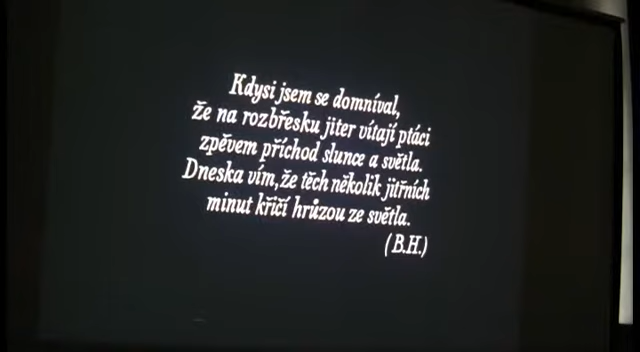 Kdysi jsem se domníval,
že na rozbřesku jiter vítají ptáci
zpěvem příchod slunce a světla.
Dneska vím, že těch několik jitřních
minut křičí hrůzou ze světla.
(B.H.)